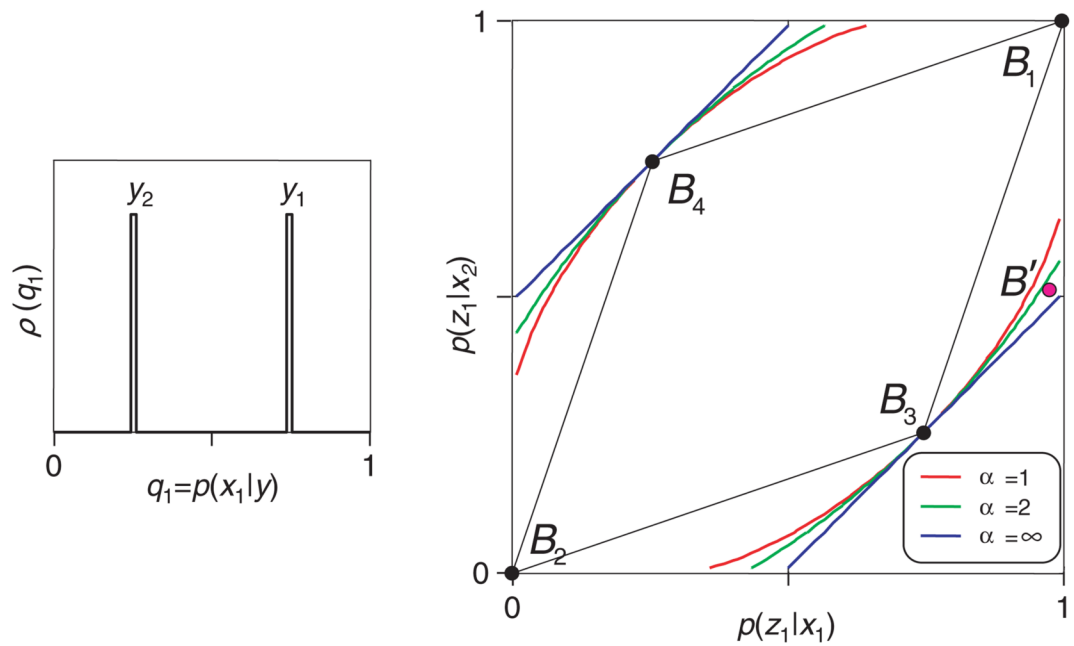 y₂
y₁
ρ(q₁)
0
1
q₁=p(x₁|y)
1
B₁
B₄
p(z₁|x₂)
B′
B₃
α =1
α =2
α =∞
B₂
0
0
1
p(z₁|x₁)